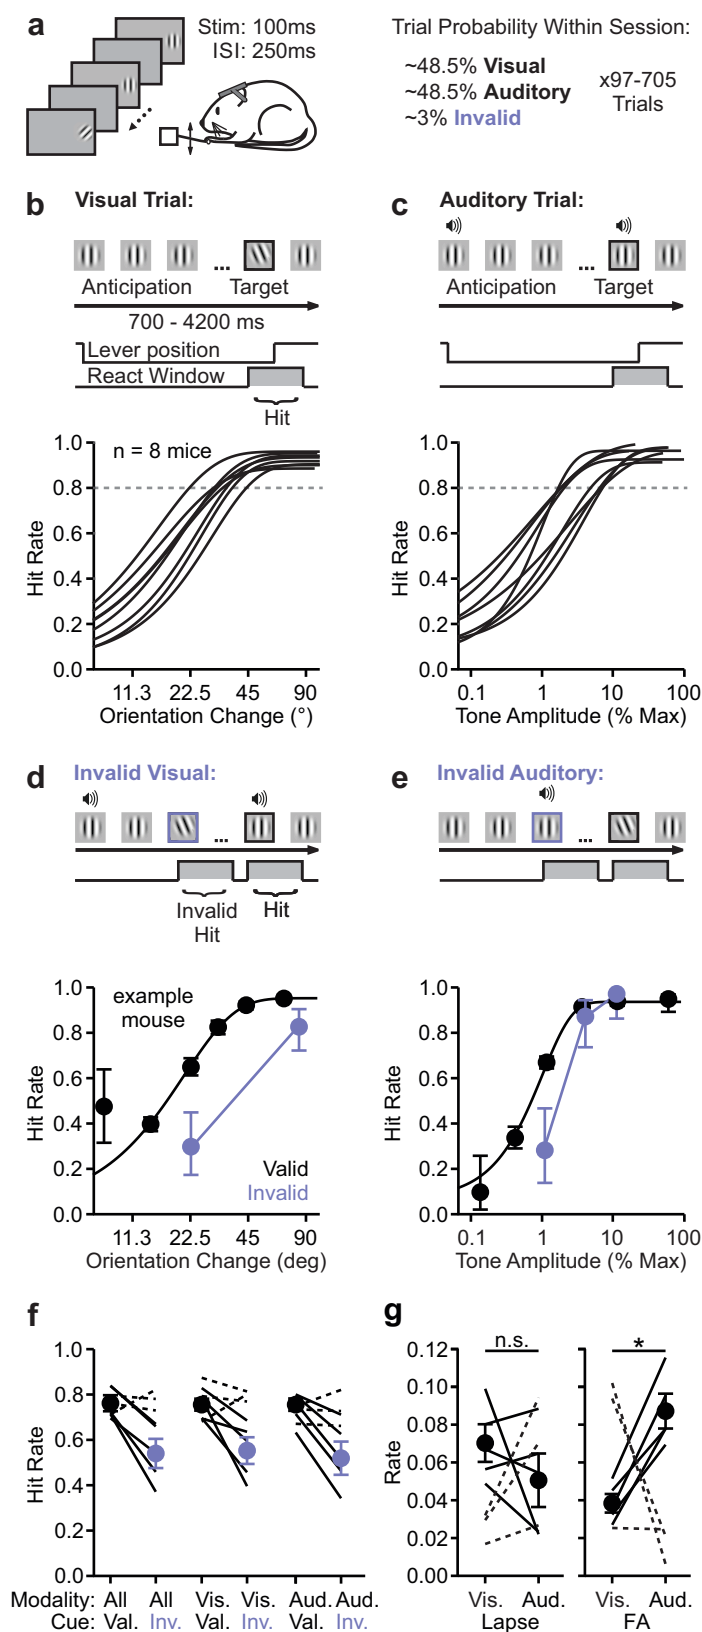 a
Stim: 100ms
ISI: 250ms
Trial Probability Within Session:
~48.5% Visual
~48.5% Auditory
~3% Invalid
x97-705
Trials
b Visual Trial:
Anticipation Target
700 - 4200 ms
Lever position
React Window
Hit
n = 8 mice
1.0
0.8
0.6
0.4
0.2
0.0
Hit Rate
11.3 22.5 45 90
Orientation Change (°)
c Auditory Trial:
Anticipation Target
1.0
0.8
0.6
0.4
0.2
0.0
Hit Rate
0.1 1 10 100
Tone Amplitude (% Max)
d Invalid Visual:
Invalid
Hit
Hit
example
mouse
1.0
0.8
0.6
0.4
0.2
0.0
Hit Rate
Valid
Invalid
11.3 22.5 45 90
Orientation Change (deg)
e Invalid Auditory:
1.0
0.8
0.6
0.4
0.2
0.0
Hit Rate
0.1 1 10 100
Tone Amplitude (% Max)
f
1.0
0.8
0.6
0.4
0.2
0.0
Hit Rate
Modality: All All Vis. Vis. Aud. Aud.
Cue: Val. Inv. Val. Inv. Val. Inv.
g
n.s.
*
0.12
0.10
0.08
0.06
0.04
0.02
0.00
Rate
Vis. Aud. Vis. Aud.
Lapse FA